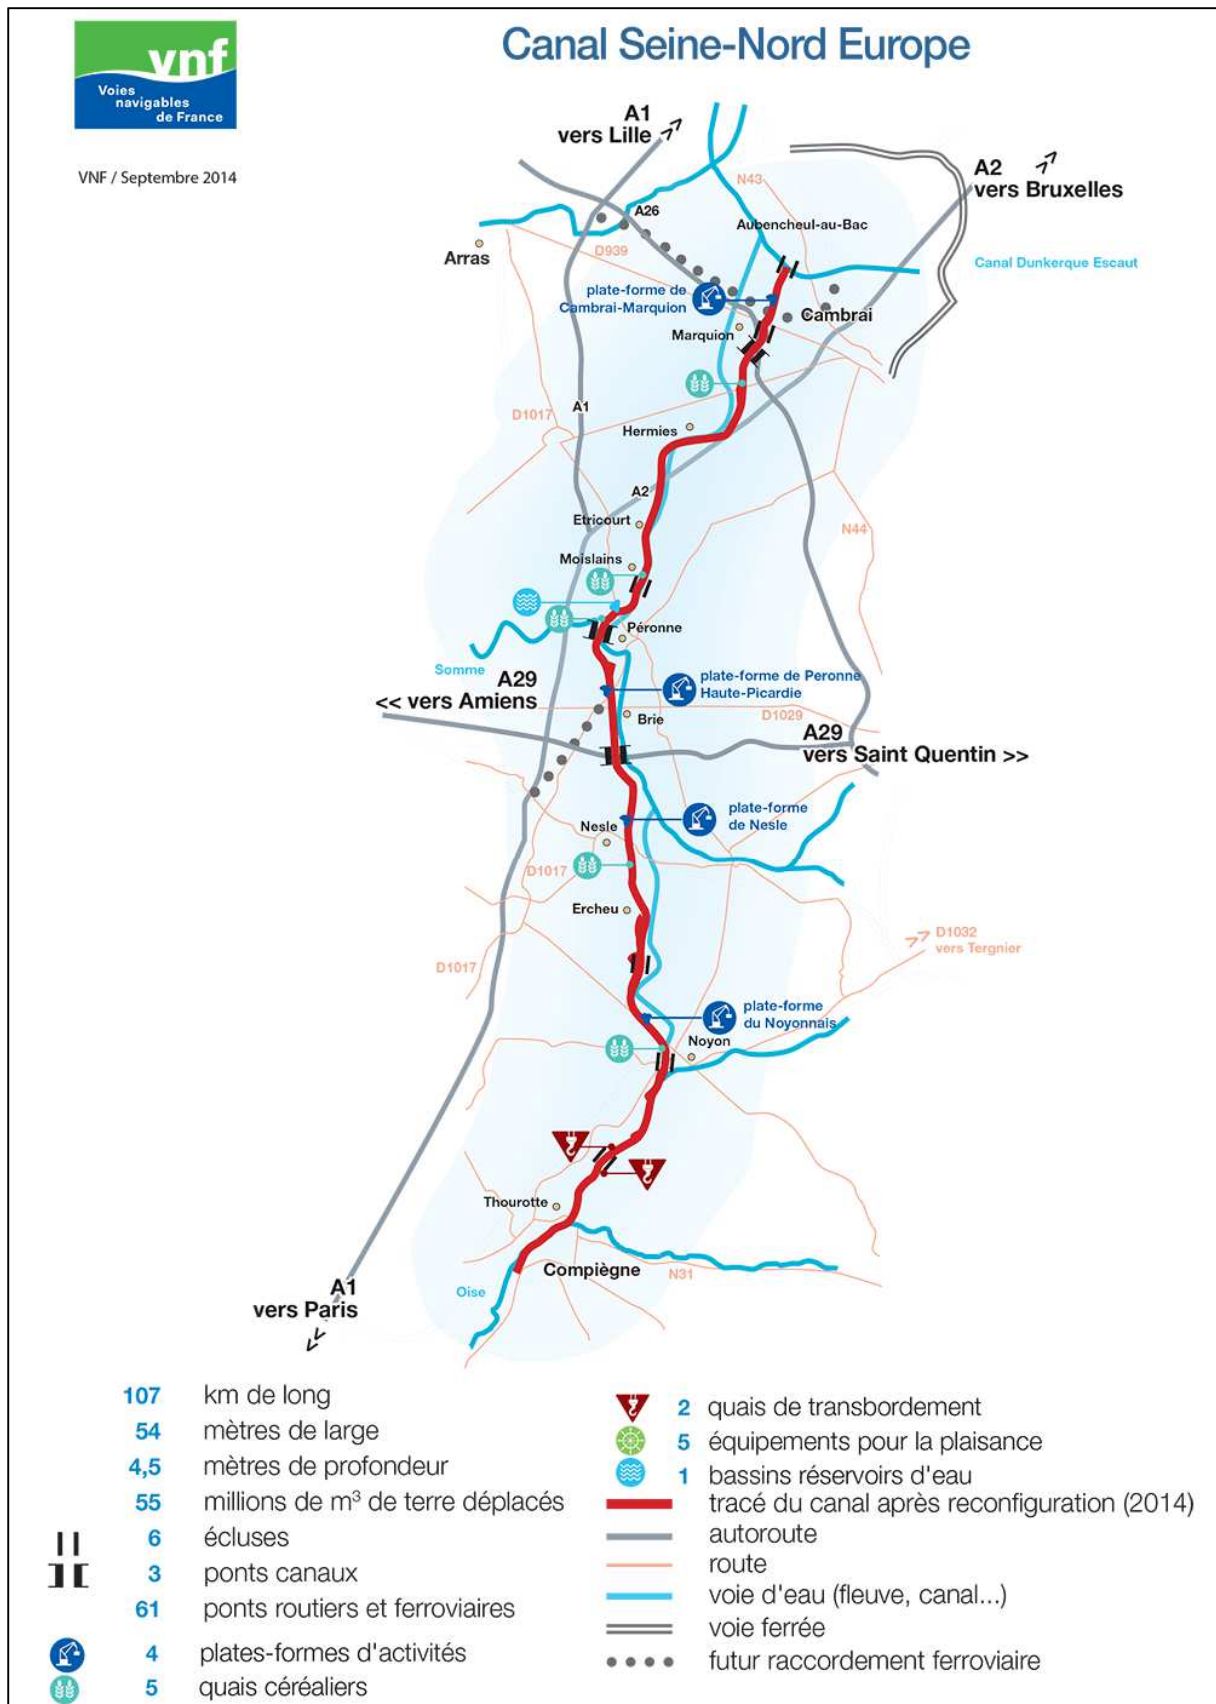 vnf
Voies
navigables
de France
VNF / Septembre 2014
Canal Seine-Nord Europe
A1
vers Lille
A2
vers Bruxelles
N43
A26
Aubencheul-au-Bac
D939
Arras
Canal Dunkerque Escaut
plate-forme de
Cambrai-Marquion
Cambrai
Marquion
A1
D1017
Hermies
A2
Etricourt
N44
Moislains
Péronne
Somme
A29
<< vers Amiens
plate-forme de Peronne
Haute-Picardie
Brie
D1029
A29
vers Saint Quentin >>
plate-forme
de Nesle
Nesle
D1017
Ercheu
D1032
vers Tergnier
D1017
plate-forme
du Noyonnais
Noyon
Thourotte
Compiègne
N31
Oise
A1
vers Paris
107 km de long
54 mètres de large
4,5 mètres de profondeur
55 millions de m³ de terre déplacés
6 écluses
3 ponts canaux
61 ponts routiers et ferroviaires
4 plates-formes d'activités
5 quais céréaliers
2 quais de transbordement
5 équipements pour la plaisance
1 bassins réservoirs d'eau
tracé du canal après reconfiguration (2014)
autoroute
route
voie d'eau (fleuve, canal...)
voie ferrée
futur raccordement ferroviaire